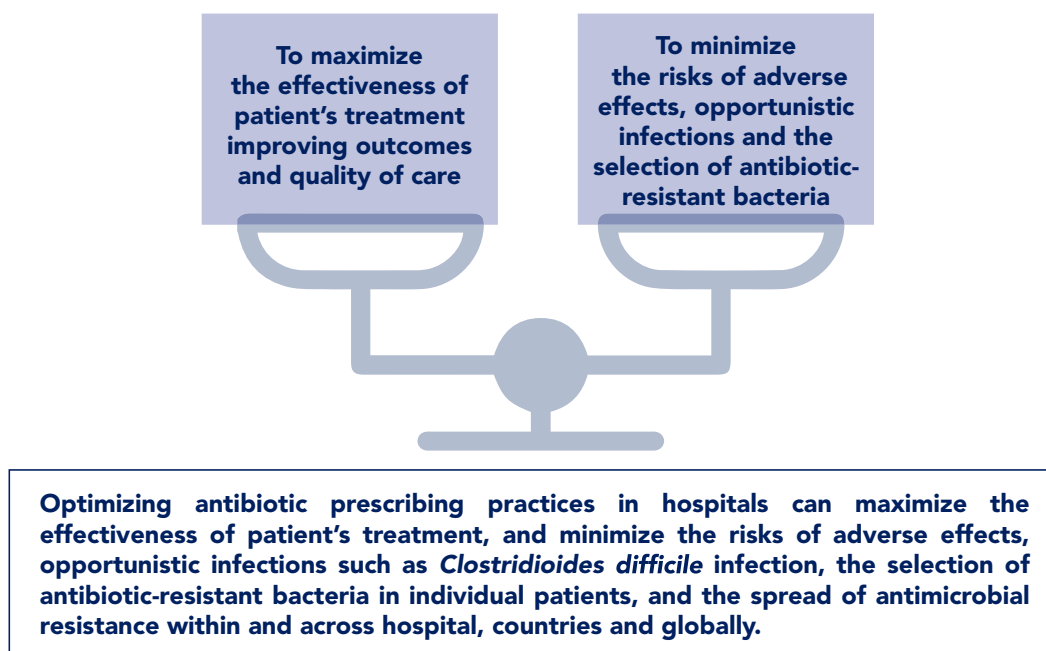 To maximize
the effectiveness of
patient’s treatment
improving outcomes
and quality of care
To minimize
the risks of adverse
effects, opportunistic
infections and the
selection of antibiotic-
resistant bacteria
Optimizing antibiotic prescribing practices in hospitals can maximize the
effectiveness of patient’s treatment, and minimize the risks of adverse effects,
opportunistic infections such as Clostridioides difficile infection, the selection of
antibiotic-resistant bacteria in individual patients, and the spread of antimicrobial
resistance within and across hospital, countries and globally.